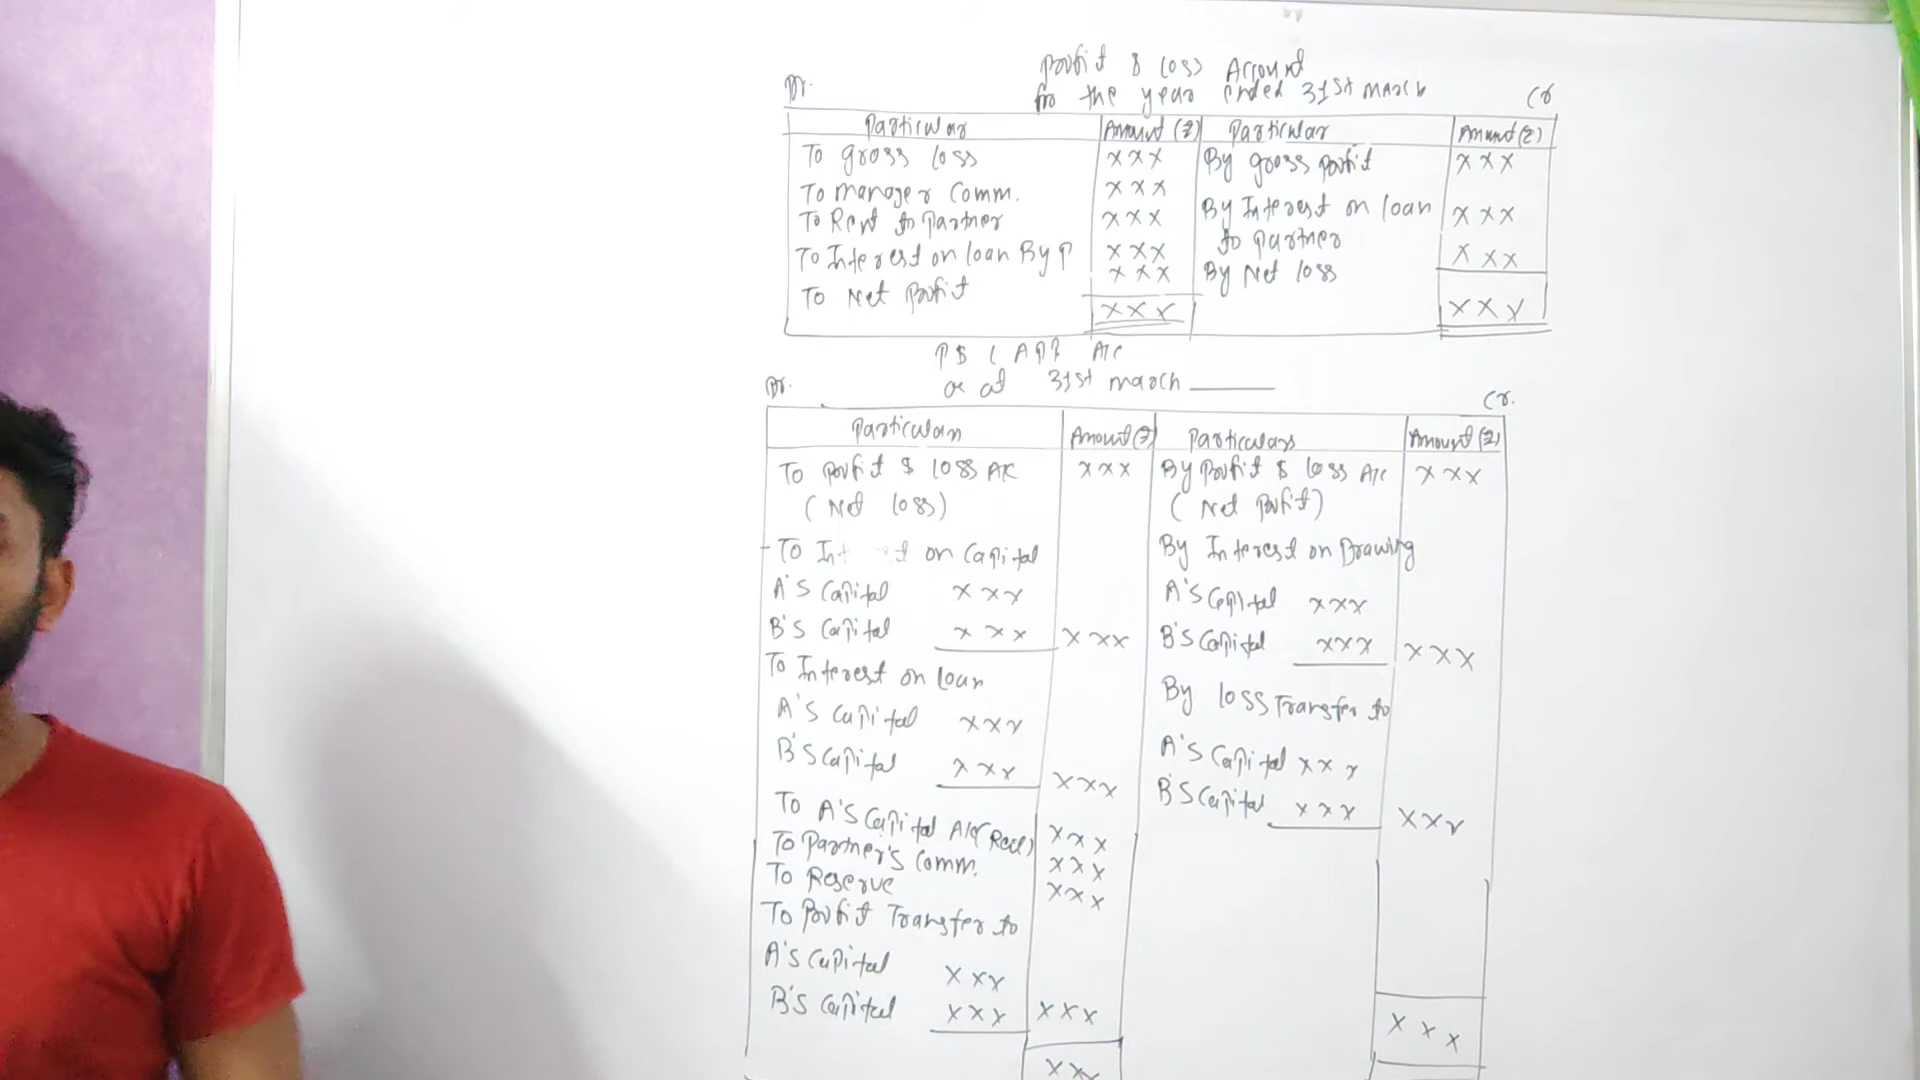 Profit & Loss Account
for the year ended 31st march
Dr. Cr
Particular Amount (₹) Particular Amount (₹)
To gross loss xxx By gross profit xxx
To manager Comm. xxx
To Rent to Partner xxx By Interest on loan xxx
to partner
To Interest on loan By P xxx xxx
To Net profit xxx By Net loss
xxx xxx
P & L APP A/C
as at 31st march ____
Dr. Cr.
Particulars Amount (₹) Particulars Amount (₹)
To profit & loss A/C xxx By profit & loss A/C xxx
(Net loss) (Net profit)
To Int t on Capital By Interest on Drawing
A's Capital xxx A's Capital xxx
B's Capital xxx xxx B's Capital xxx xxx
To Interest on loan
By loss Transfer to
A's Capital xxx
B's Capital xxx xxx A's Capital xxx
B's Capital xxx xxx
To A's Capital A/C xxx
To Partner's Comm. xxx
To Reserve xxx
To Profit Transfer to
A's Capital xxx
B's Capital xxx xxx
xxx
xxx